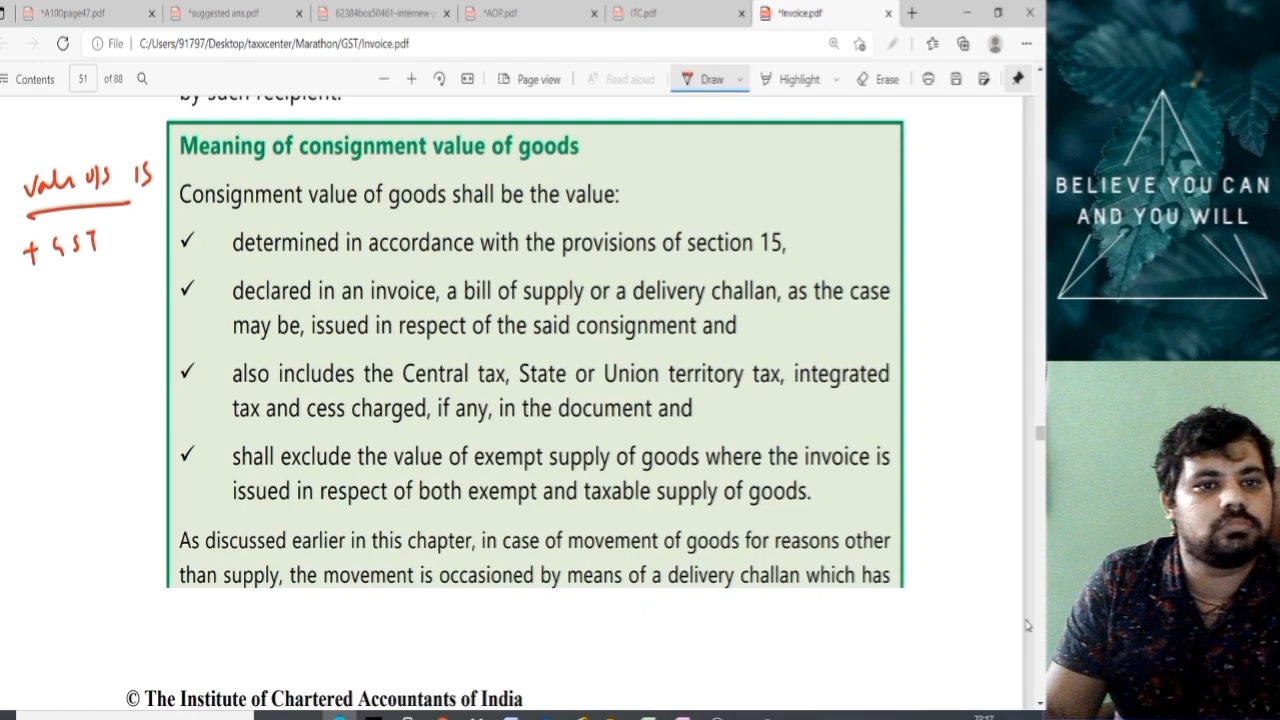 *A100page47.pdf
*suggested ans.pdf
62384bos50461-internew-p
*AOP.pdf
ITC.pdf
*Invoice.pdf
File
C:/Users/91797/Desktop/taxxcenter/Marathon/GST/Invoice.pdf
Contents
51
of 88
Page view
Read aloud
Draw
Highlight
Erase
by such recipient.
Meaning of consignment value of goods
Consignment value of goods shall be the value:
✓ determined in accordance with the provisions of section 15,
✓ declared in an invoice, a bill of supply or a delivery challan, as the case
may be, issued in respect of the said consignment and
✓ also includes the Central tax, State or Union territory tax, integrated
tax and cess charged, if any, in the document and
✓ shall exclude the value of exempt supply of goods where the invoice is
issued in respect of both exempt and taxable supply of goods.
As discussed earlier in this chapter, in case of movement of goods for reasons other
than supply, the movement is occasioned by means of a delivery challan which has
© The Institute of Chartered Accountants of India
u/s 15
+ GST
BELIEVE YOU CAN
AND YOU WILL